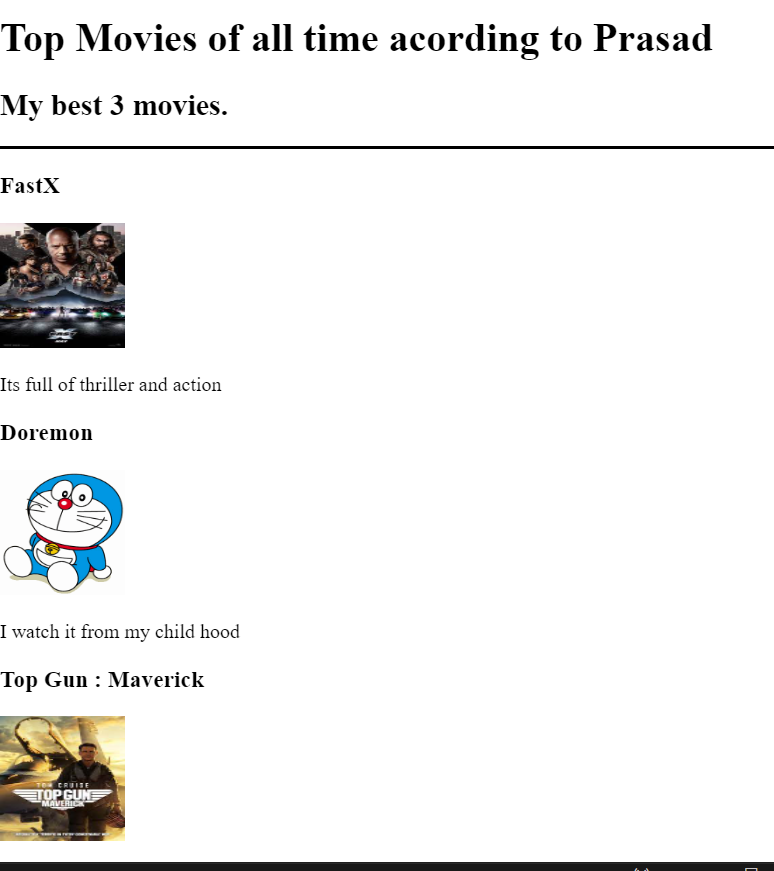 Top Movies of all time acording to Prasad
My best 3 movies.
FastX
Its full of thriller and action
Doremon
I watch it from my child hood
Top Gun : Maverick
TOM CRUISE
TOP GUN
MAVERICK